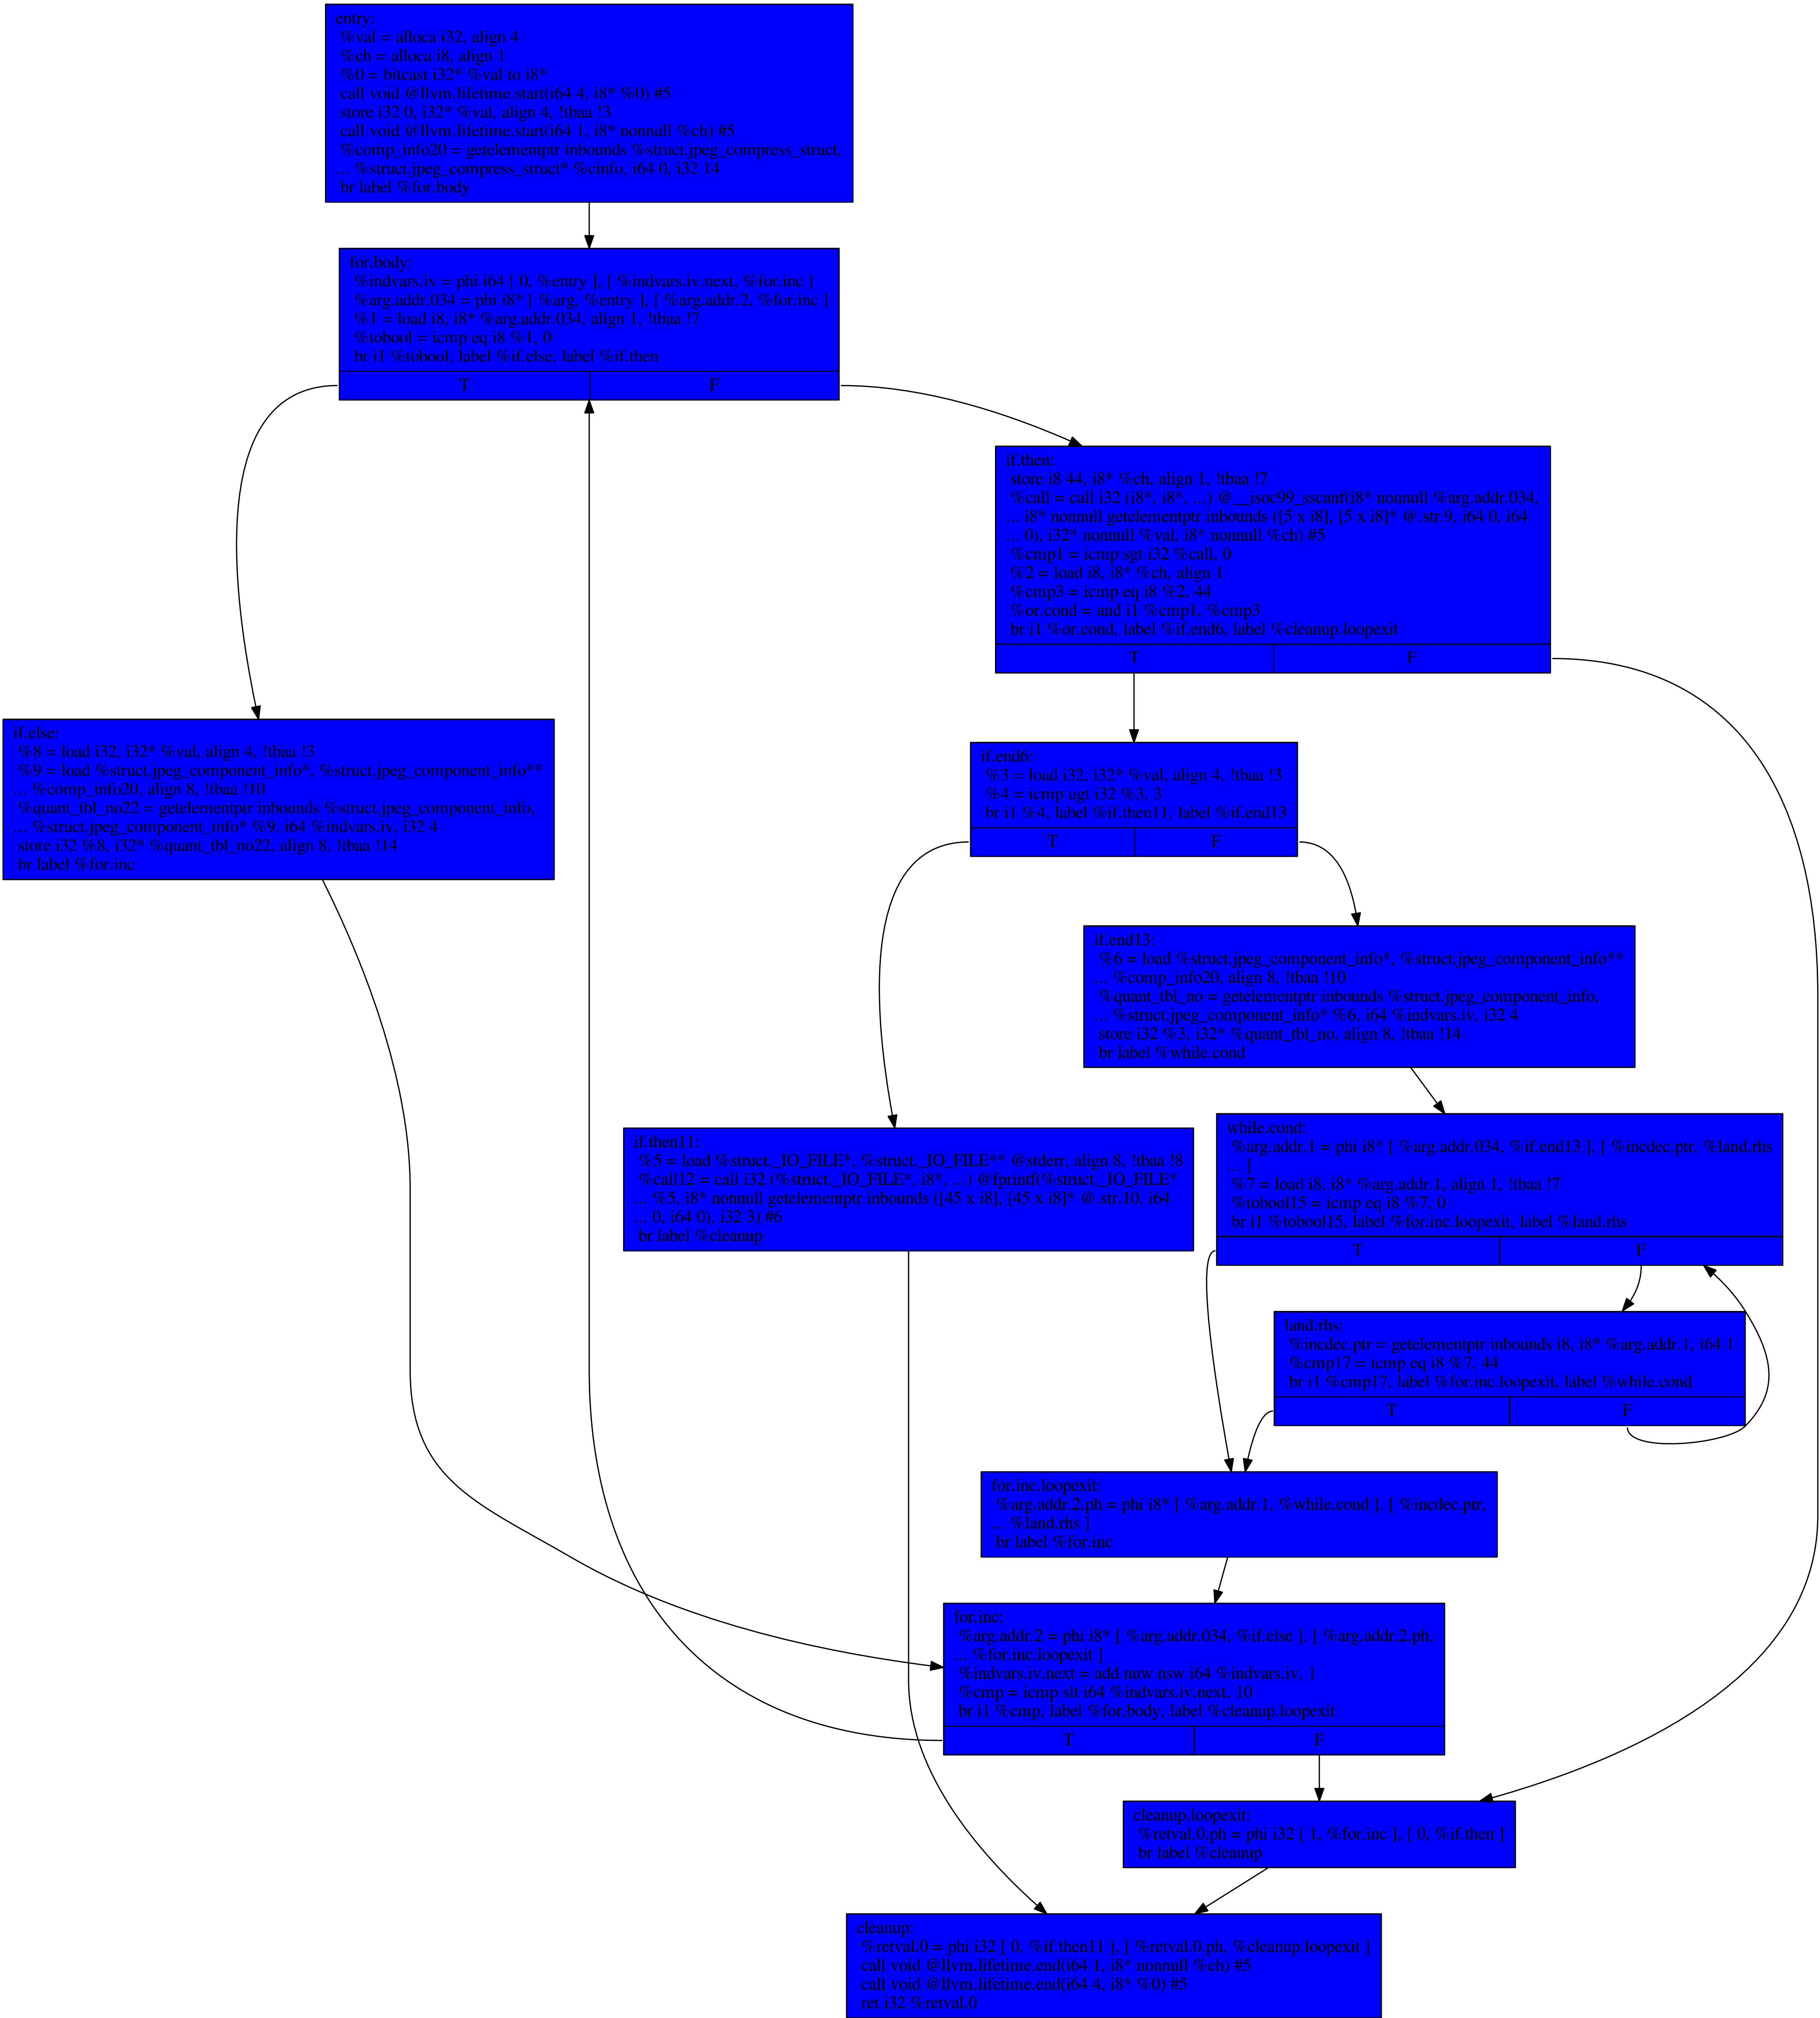 entry:
%val = alloca i32, align 4
%ch = alloca i8, align 1
%0 = bitcast i32* %val to i8*
call void @llvm.lifetime.start(i64 4, i8* %0) #5
store i32 0, i32* %val, align 4, !tbaa !3
call void @llvm.lifetime.start(i64 1, i8* nonnull %ch) #5
%comp_info20 = getelementptr inbounds %struct.jpeg_compress_struct,
... %struct.jpeg_compress_struct* %cinfo, i64 0, i32 14
br label %for.body
for.body:
%indvars.iv = phi i64 [ 0, %entry ], [ %indvars.iv.next, %for.inc ]
%arg.addr.034 = phi i8* [ %arg, %entry ], [ %arg.addr.2, %for.inc ]
%1 = load i8, i8* %arg.addr.034, align 1, !tbaa !7
%tobool = icmp eq i8 %1, 0
br i1 %tobool, label %if.else, label %if.then
T F
if.then:
store i8 44, i8* %ch, align 1, !tbaa !7
%call = call i32 (i8*, i8*, ...) @__isoc99_sscanf(i8* nonnull %arg.addr.034,
... i8* nonnull getelementptr inbounds ([5 x i8], [5 x i8]* @.str.9, i64 0, i64
... 0), i32* nonnull %val, i8* nonnull %ch) #5
%cmp1 = icmp sgt i32 %call, 0
%2 = load i8, i8* %ch, align 1
%cmp3 = icmp eq i8 %2, 44
%or.cond = and i1 %cmp1, %cmp3
br i1 %or.cond, label %if.end6, label %cleanup.loopexit
T F
if.else:
%8 = load i32, i32* %val, align 4, !tbaa !3
%9 = load %struct.jpeg_component_info*, %struct.jpeg_component_info**
... %comp_info20, align 8, !tbaa !10
%quant_tbl_no22 = getelementptr inbounds %struct.jpeg_component_info,
... %struct.jpeg_component_info* %9, i64 %indvars.iv, i32 4
store i32 %8, i32* %quant_tbl_no22, align 8, !tbaa !14
br label %for.inc
if.end6:
%3 = load i32, i32* %val, align 4, !tbaa !3
%4 = icmp ugt i32 %3, 3
br i1 %4, label %if.then11, label %if.end13
T F
if.end13:
%6 = load %struct.jpeg_component_info*, %struct.jpeg_component_info**
... %comp_info20, align 8, !tbaa !10
%quant_tbl_no = getelementptr inbounds %struct.jpeg_component_info,
... %struct.jpeg_component_info* %6, i64 %indvars.iv, i32 4
store i32 %3, i32* %quant_tbl_no, align 8, !tbaa !14
br label %while.cond
if.then11:
%5 = load %struct._IO_FILE*, %struct._IO_FILE** @stderr, align 8, !tbaa !8
%call12 = call i32 (%struct._IO_FILE*, i8*, ...) @fprintf(%struct._IO_FILE*
... %5, i8* nonnull getelementptr inbounds ([45 x i8], [45 x i8]* @.str.10, i64
... 0, i64 0), i32 3) #6
br label %cleanup
while.cond:
%arg.addr.1 = phi i8* [ %arg.addr.034, %if.end13 ], [ %incdec.ptr, %land.rhs
... ]
%7 = load i8, i8* %arg.addr.1, align 1, !tbaa !7
%tobool15 = icmp eq i8 %7, 0
br i1 %tobool15, label %for.inc.loopexit, label %land.rhs
T F
land.rhs:
%incdec.ptr = getelementptr inbounds i8, i8* %arg.addr.1, i64 1
%cmp17 = icmp eq i8 %7, 44
br i1 %cmp17, label %for.inc.loopexit, label %while.cond
T F
for.inc.loopexit:
%arg.addr.2.ph = phi i8* [ %arg.addr.1, %while.cond ], [ %incdec.ptr,
... %land.rhs ]
br label %for.inc
for.inc:
%arg.addr.2 = phi i8* [ %arg.addr.034, %if.else ], [ %arg.addr.2.ph,
... %for.inc.loopexit ]
%indvars.iv.next = add nuw nsw i64 %indvars.iv, 1
%cmp = icmp slt i64 %indvars.iv.next, 10
br i1 %cmp, label %for.body, label %cleanup.loopexit
T F
cleanup.loopexit:
%retval.0.ph = phi i32 [ 1, %for.inc ], [ 0, %if.then ]
br label %cleanup
cleanup:
%retval.0 = phi i32 [ 0, %if.then11 ], [ %retval.0.ph, %cleanup.loopexit ]
call void @llvm.lifetime.end(i64 1, i8* nonnull %ch) #5
call void @llvm.lifetime.end(i64 4, i8* %0) #5
ret i32 %retval.0